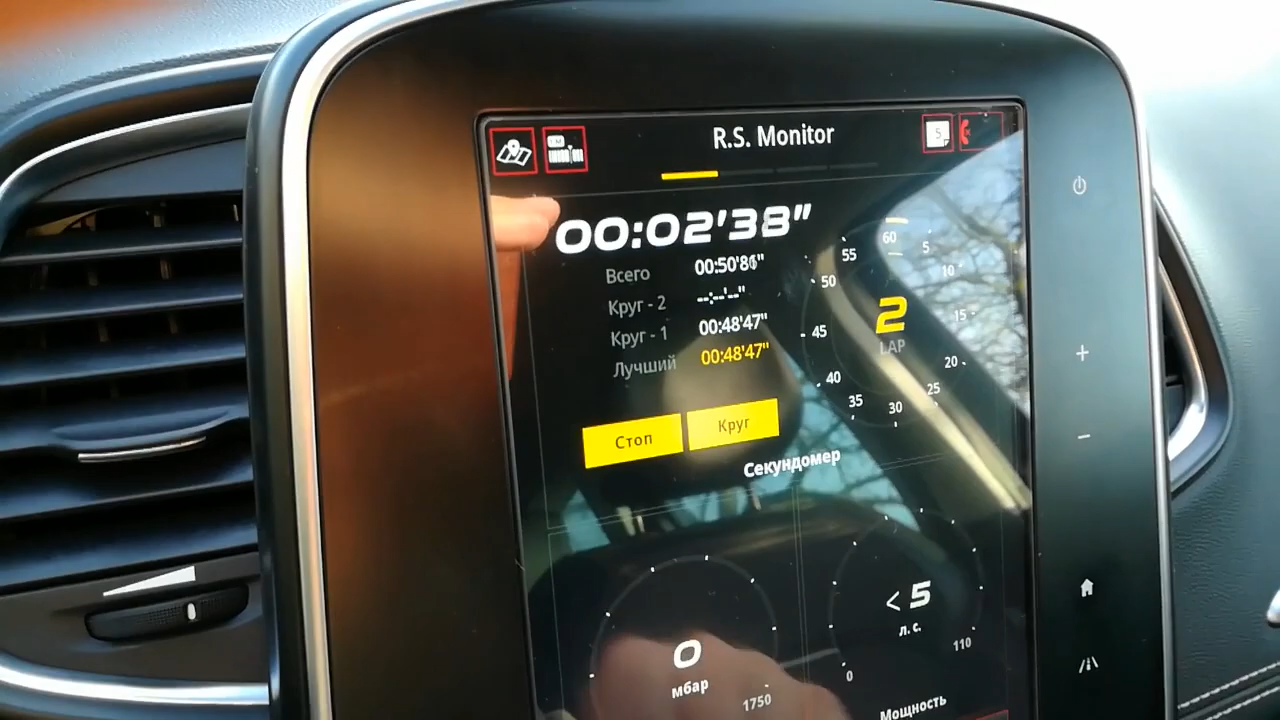 R.S. Monitor
5
00:02'38"
Всего
Круг - 2 --:--'--"
Круг - 1 00:48'47"
Лучший 00:48'47"
Стоп Круг
Секундомер
60 5 10 15 20 25 30 35 40 45 50 55
2
LAP
0
мбар
1750
< 5
л. с.
0 110
Мощность